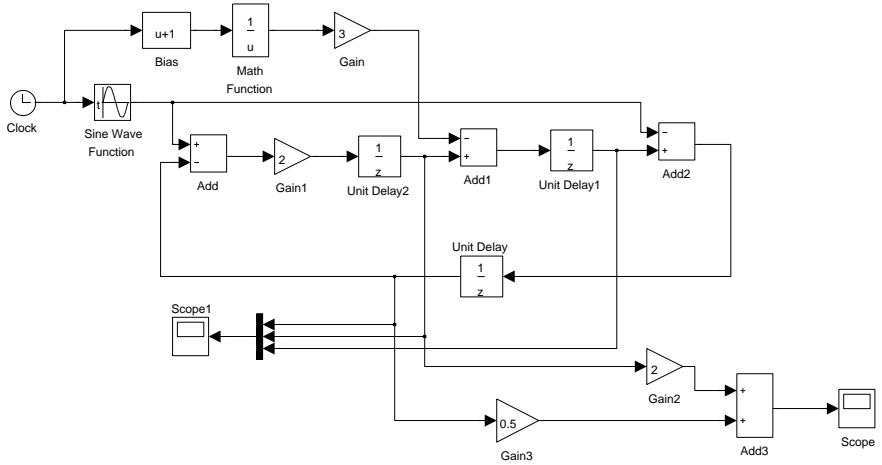 u+1
Bias
1
u
Math
Function
3
Gain
Clock
t
Sine Wave
Function
+
−
Add
2
Gain1
1
z
Unit Delay2
−
+
Add1
1
z
Unit Delay1
−
+
Add2
Unit Delay
1
z
Scope1
2
Gain2
0.5
Gain3
+
+
Add3
Scope